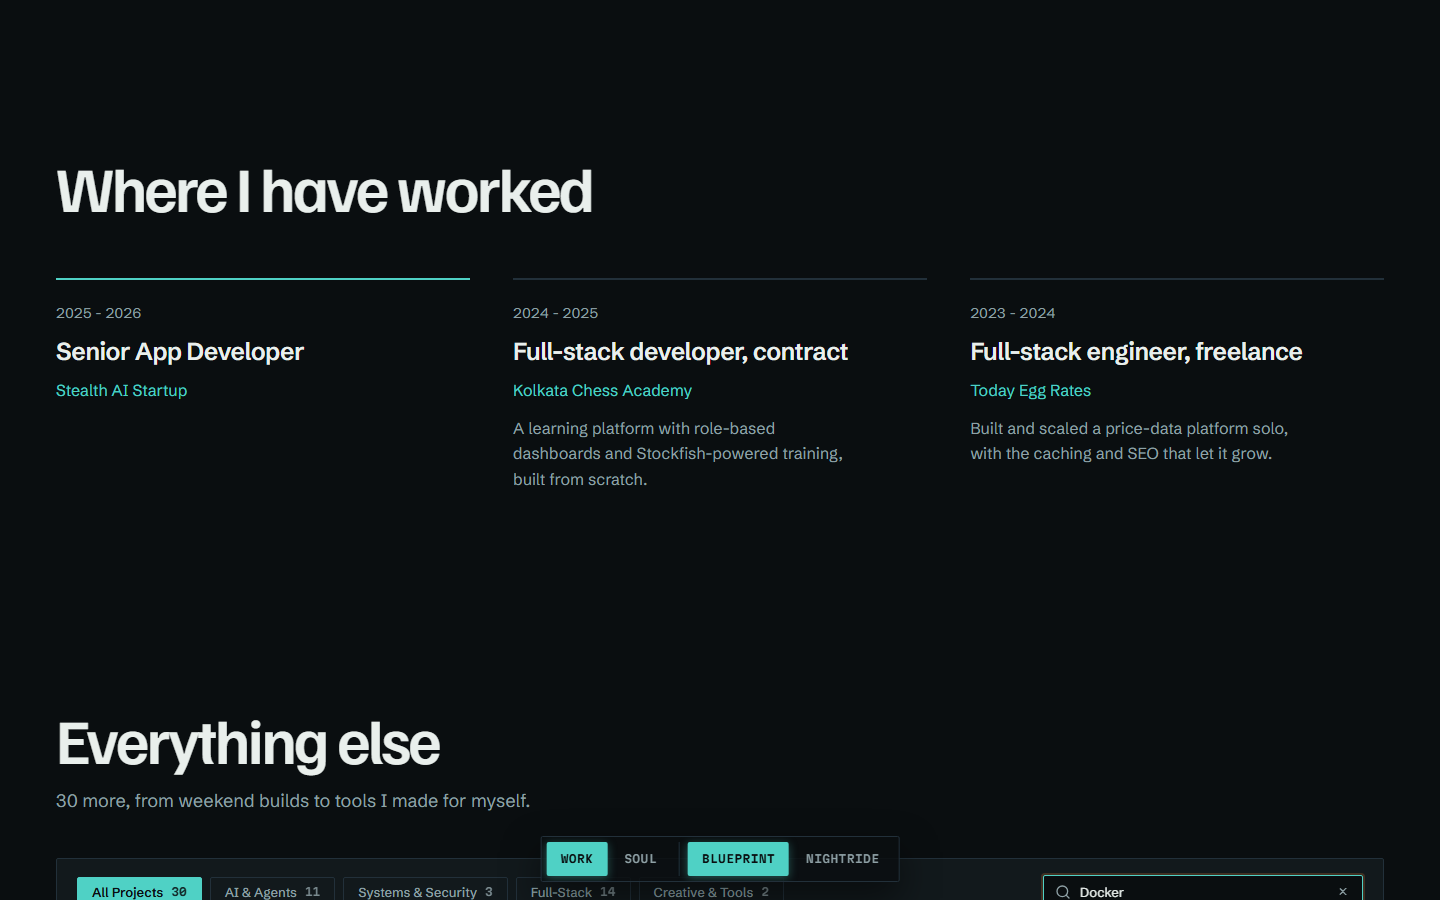 Where I have worked
2025 - 2026
Senior App Developer
Stealth AI Startup
2024 - 2025
Full-stack developer, contract
Kolkata Chess Academy
A learning platform with role-based
dashboards and Stockfish-powered training,
built from scratch.
2023 - 2024
Full-stack engineer, freelance
Today Egg Rates
Built and scaled a price-data platform solo,
with the caching and SEO that let it grow.
Everything else
30 more, from weekend builds to tools I made for myself.
WORK SOUL BLUEPRINT NIGHTRIDE
All Projects 30 AI & Agents 11 Systems & Security 3 Full-Stack 14 Creative & Tools 2 Docker ×